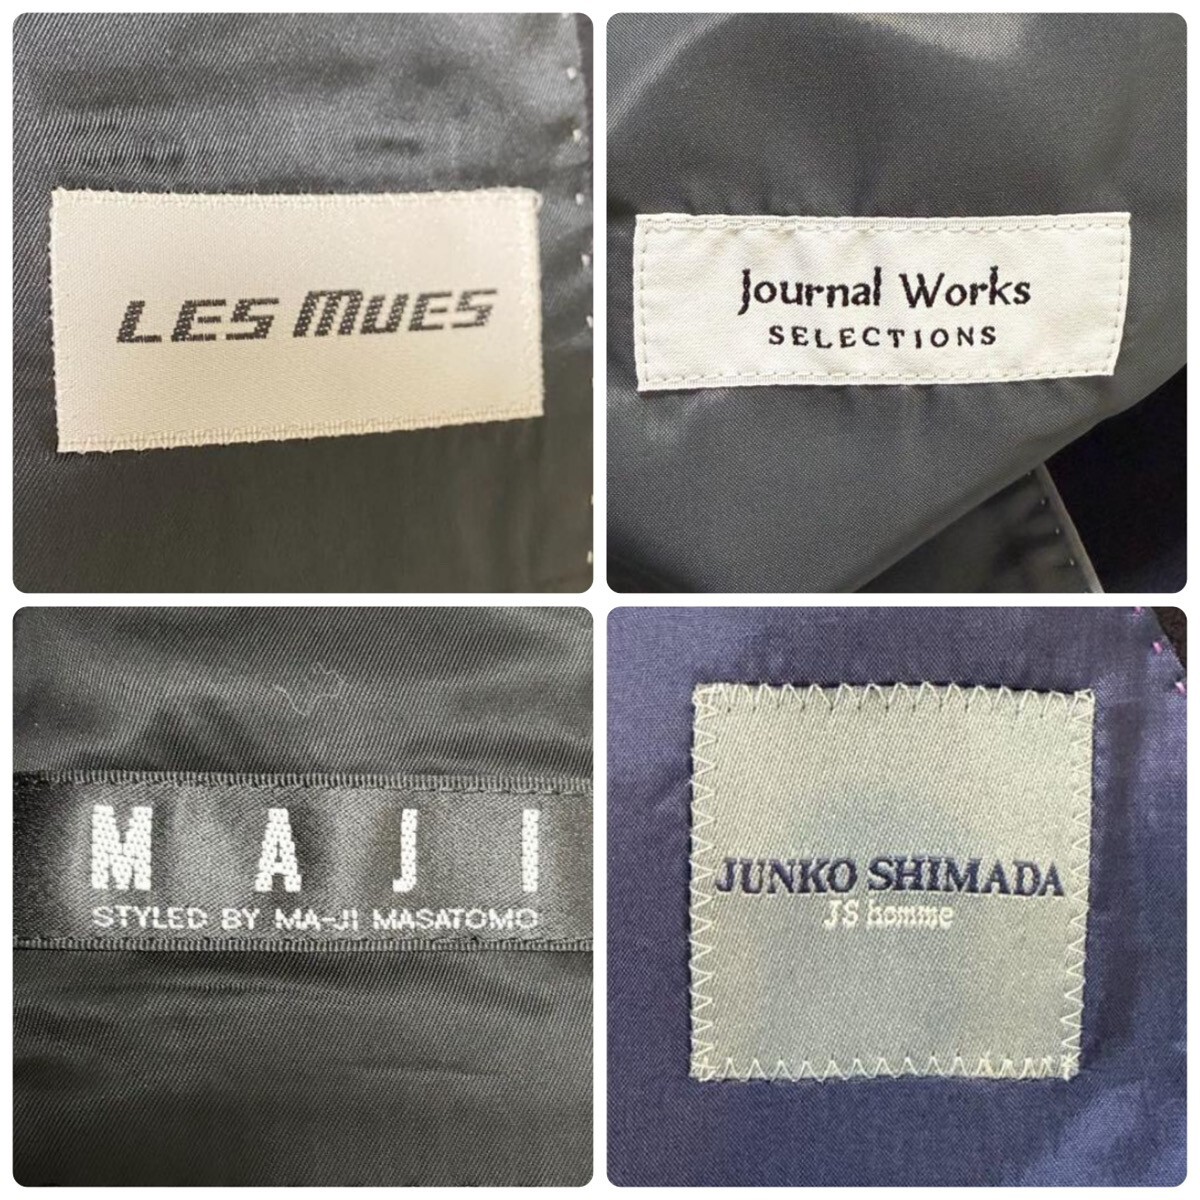 LES MUES
Journal Works
SELECTIONS
MAJI
STYLED BY MA-JI MASATOMO
JUNKO SHIMADA
JS homme